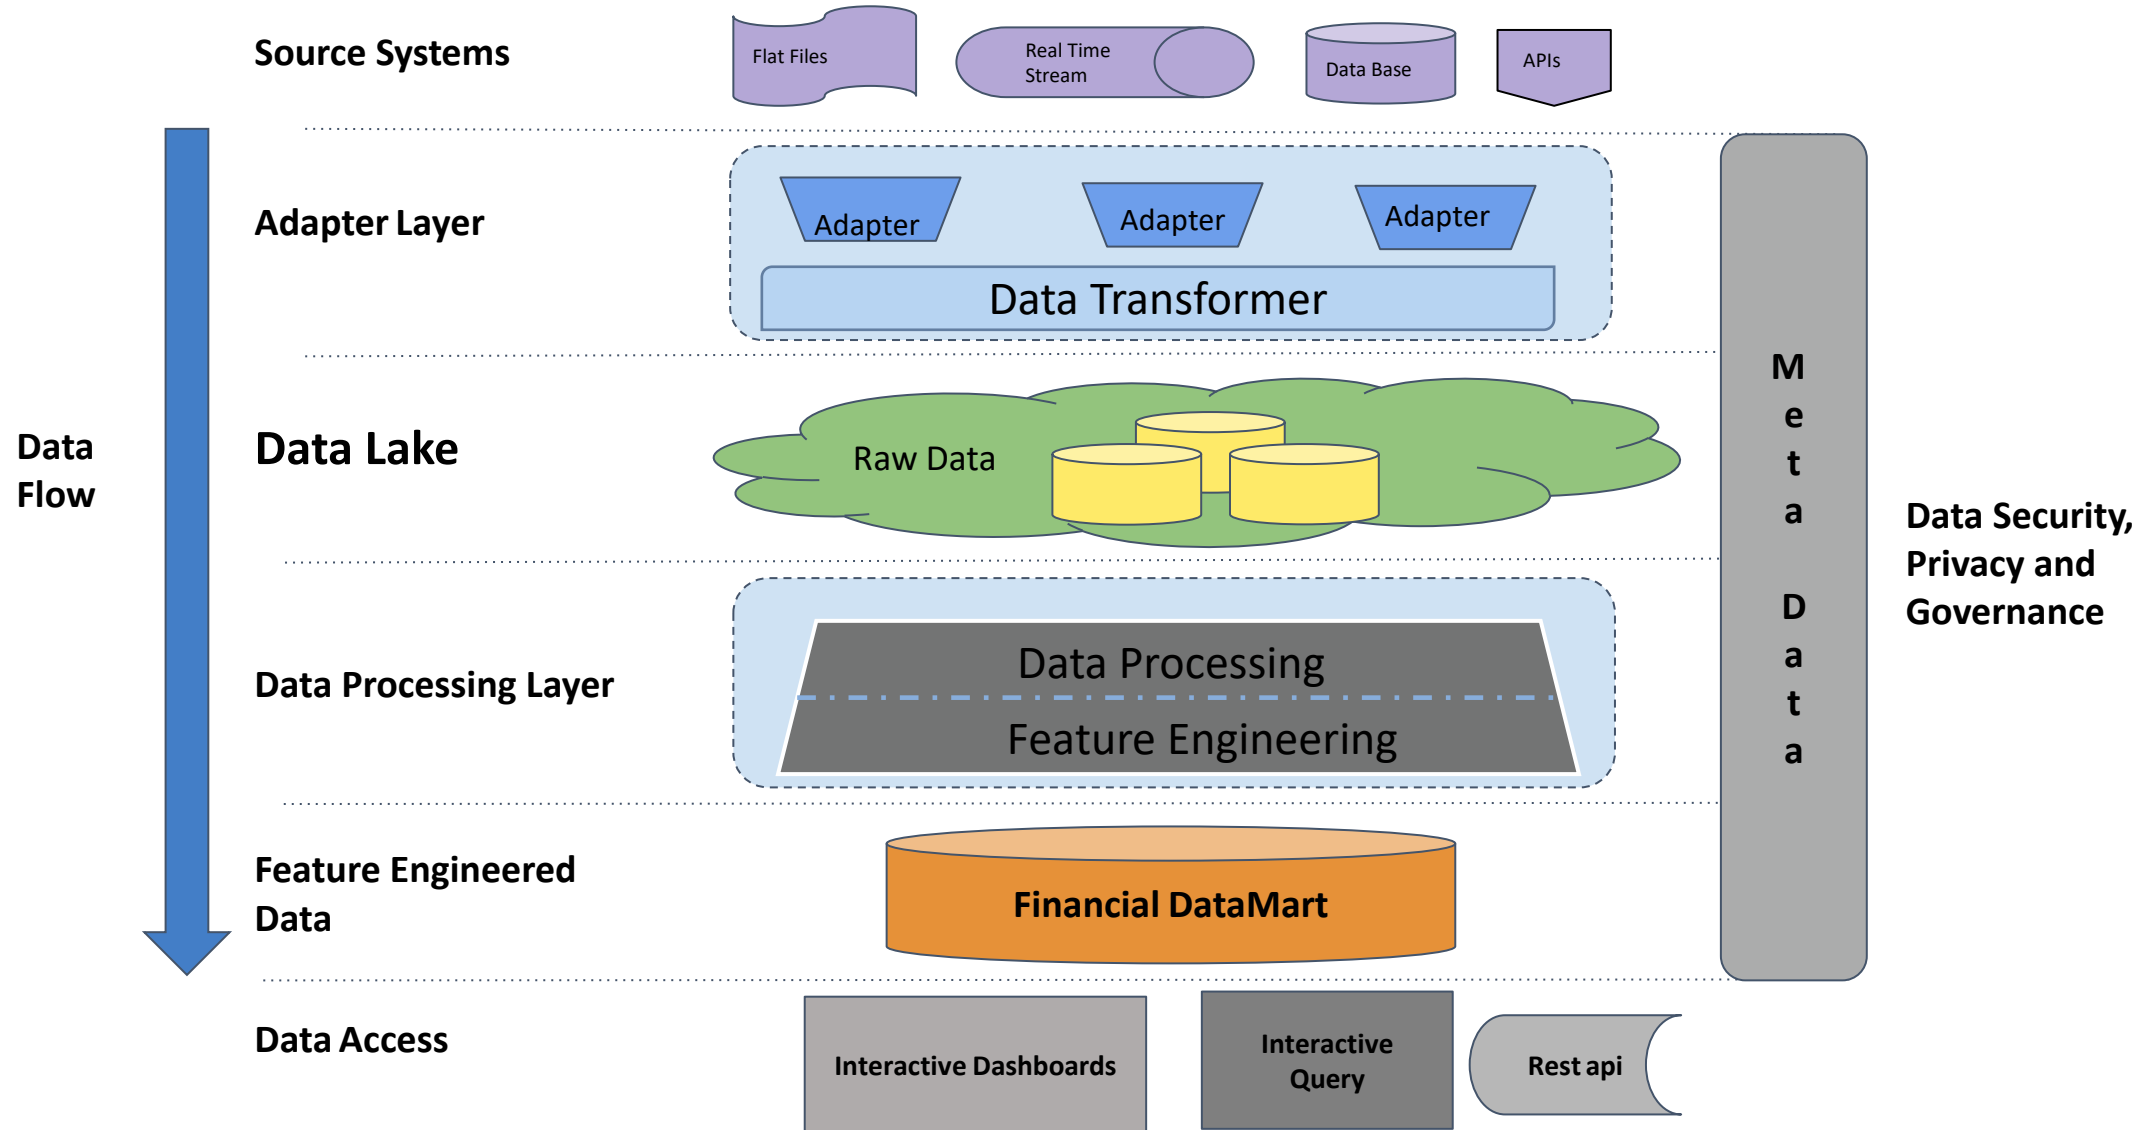 Source Systems
Flat Files
Real Time
Stream
Data Base
APIs
Adapter Layer
Adapter
Adapter
Adapter
Data Transformer
Data
Flow
Data Lake
Raw Data
Data Processing Layer
Data Processing
Feature Engineering
Feature Engineered
Data
Financial DataMart
Data Access
Interactive Dashboards
Interactive
Query
Rest api
M
e
t
a
D
a
t
a
Data Security,
Privacy and
Governance